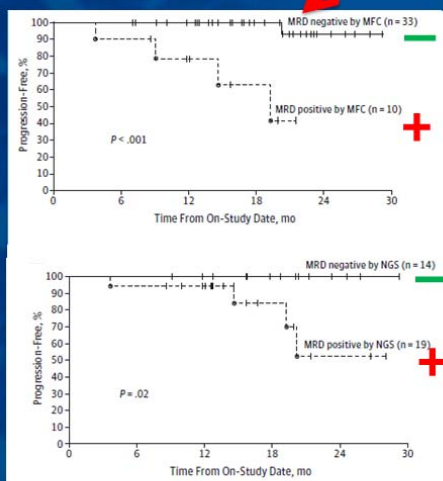 MRD negative by MFC (n = 33)
MRD positive by MFC (n = 10)
P < .001
Progression-Free, %
100
90
80
70
60
50
40
30
20
10
0
0 6 12 18 24 30
Time From On-Study Date, mo
MRD negative by NGS (n = 14)
MRD positive by NGS (n = 19)
P = .02
Progression-Free, %
100
90
80
70
60
50
40
30
20
10
0
0 6 12 18 24 30
Time From On-Study Date, mo